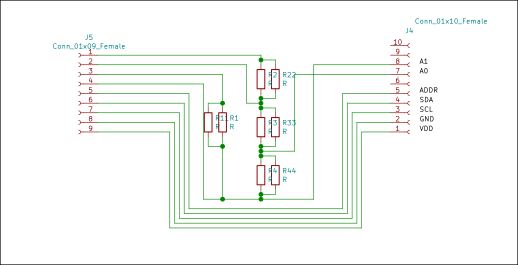 J5
Conn_01x09_Female
1
2
3
4
5
6
7
8
9
R11
R
R1
R
R2
R
R22
R
R3
R
R33
R
R4
R
R44
R
Conn_01x10_Female
J4
10
9
8 A1
7 A0
6
5 ADDR
4 SDA
3 SCL
2 GND
1 VDD